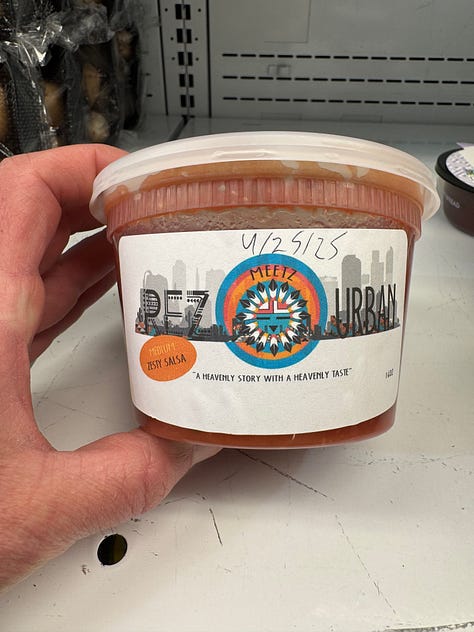 4/25/25
MEETZ
REZ URBAN
MEDIUM
ZESTY SALSA
"A HEAVENLY STORY WITH A HEAVENLY TASTE"